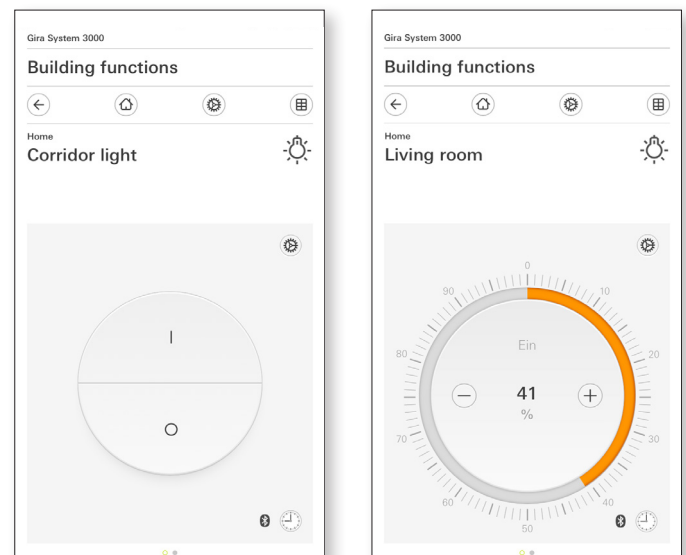 Gira System 3000
Building functions
Home
Corridor light
I
O
Gira System 3000
Building functions
Home
Living room
0
90
10
Ein
80
20
41
%
70
30
60
40
50